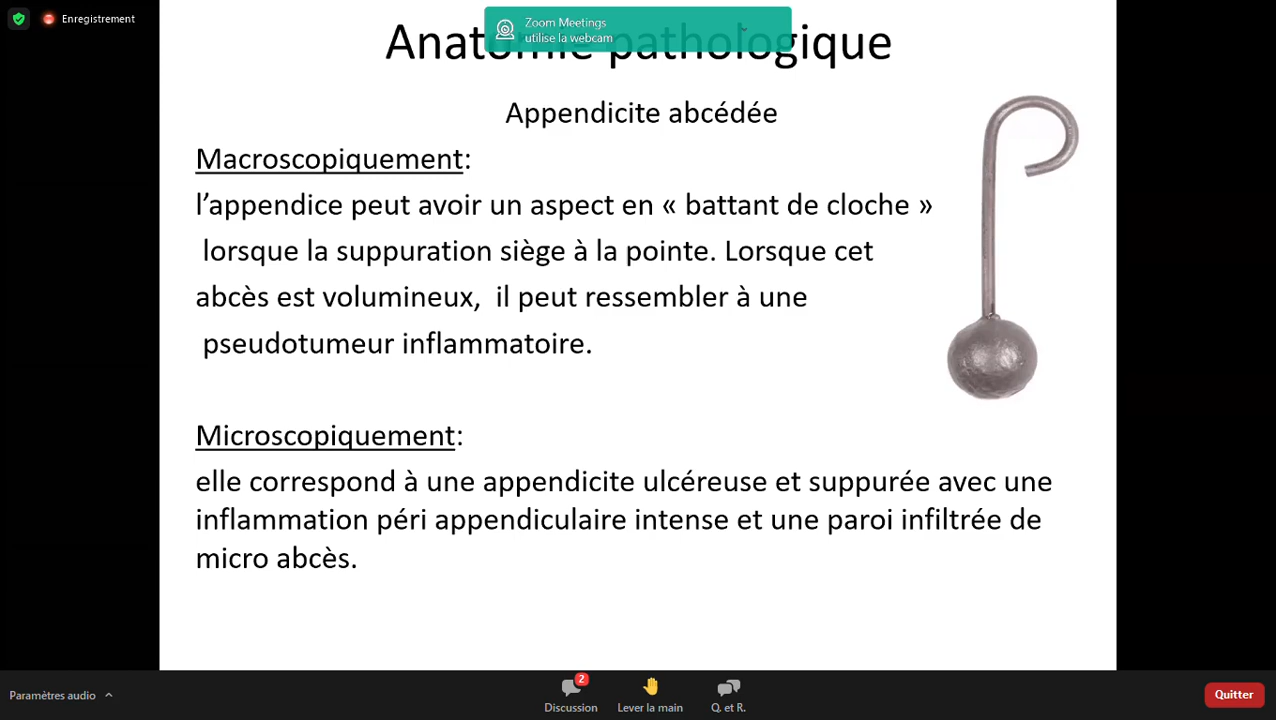 Enregistrement
Zoom Meetings
utilise la webcam
Anatomie pathologique
Appendicite abcédée
Macroscopiquement:
l’appendice peut avoir un aspect en « battant de cloche »
lorsque la suppuration siège à la pointe. Lorsque cet
abcès est volumineux, il peut ressembler à une
pseudotumeur inflammatoire.
Microscopiquement:
elle correspond à une appendicite ulcéreuse et suppurée avec une
inflammation péri appendiculaire intense et une paroi infiltrée de
micro abcès.
Paramètres audio
2
Discussion
Lever la main
Q. et R.
Quitter